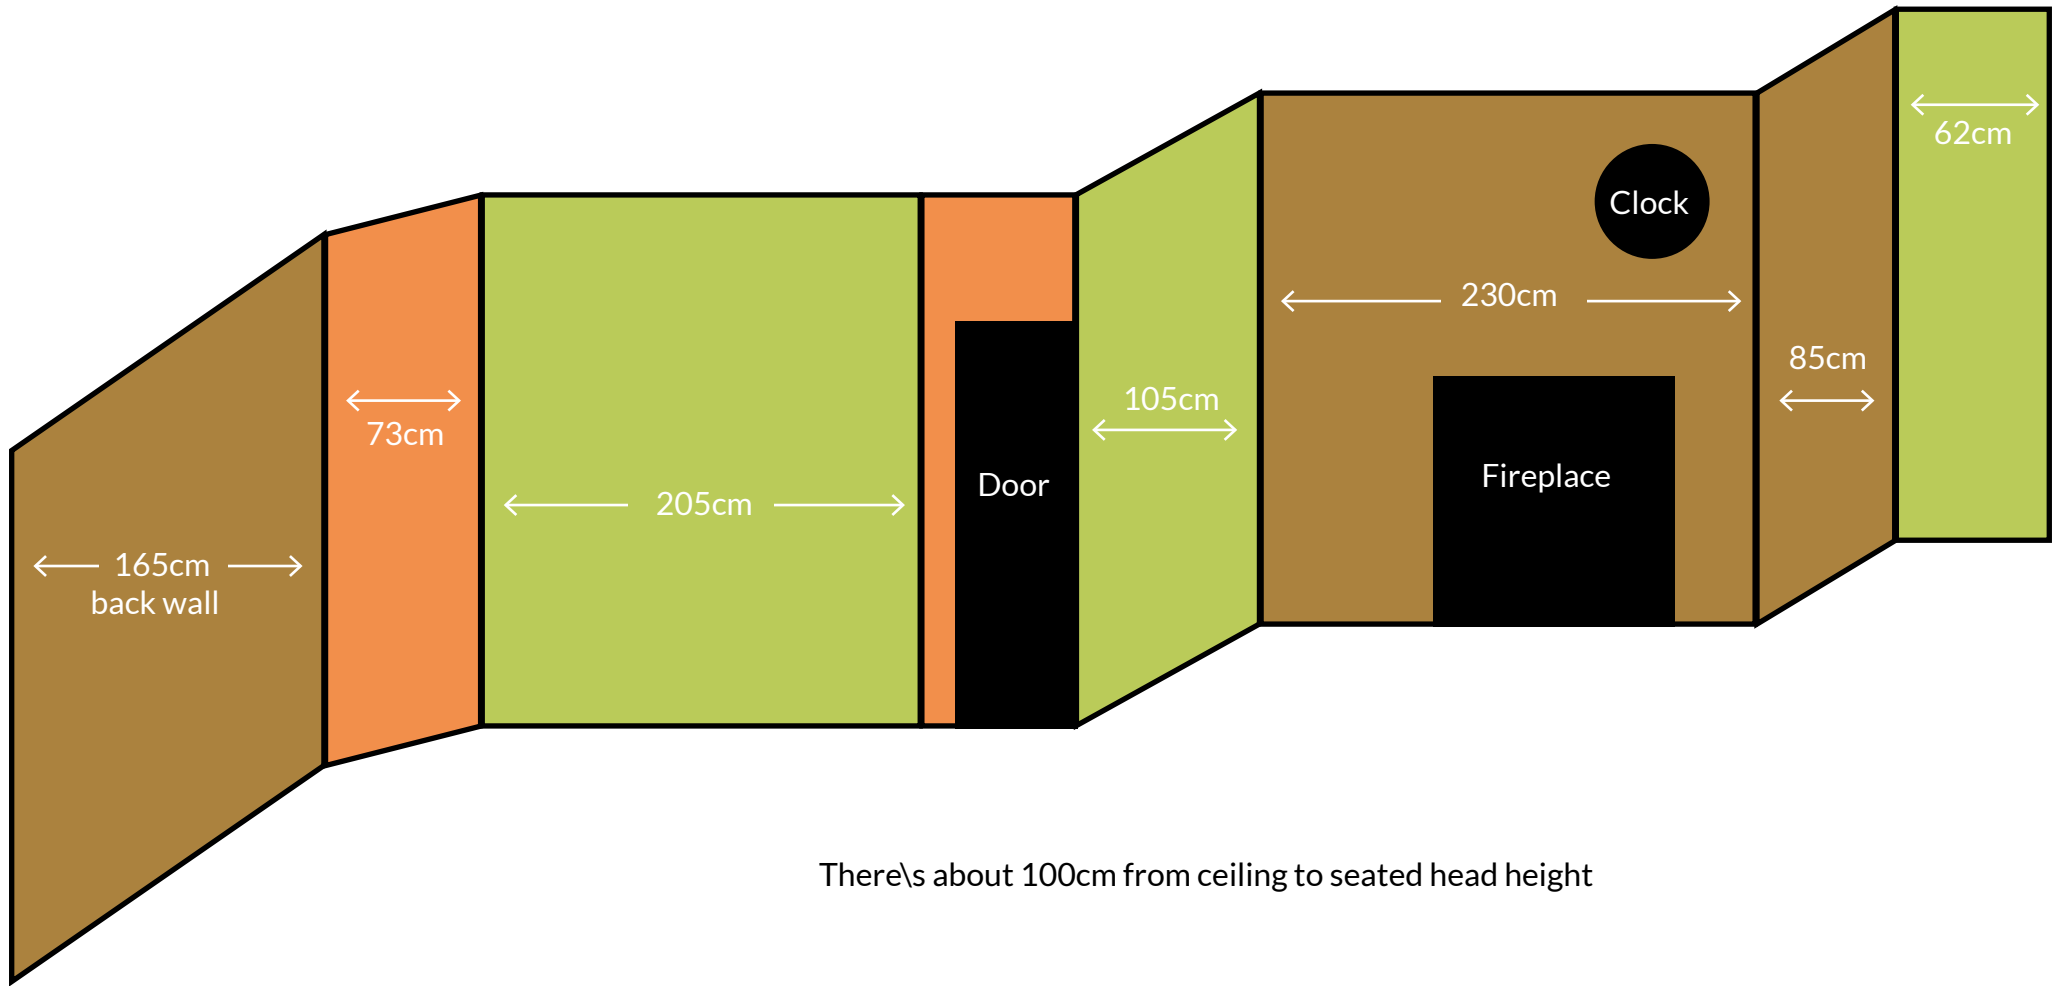 165cm
back wall
73cm
205cm
Door
105cm
230cm
Clock
Fireplace
85cm
62cm
There\s about 100cm from ceiling to seated head height